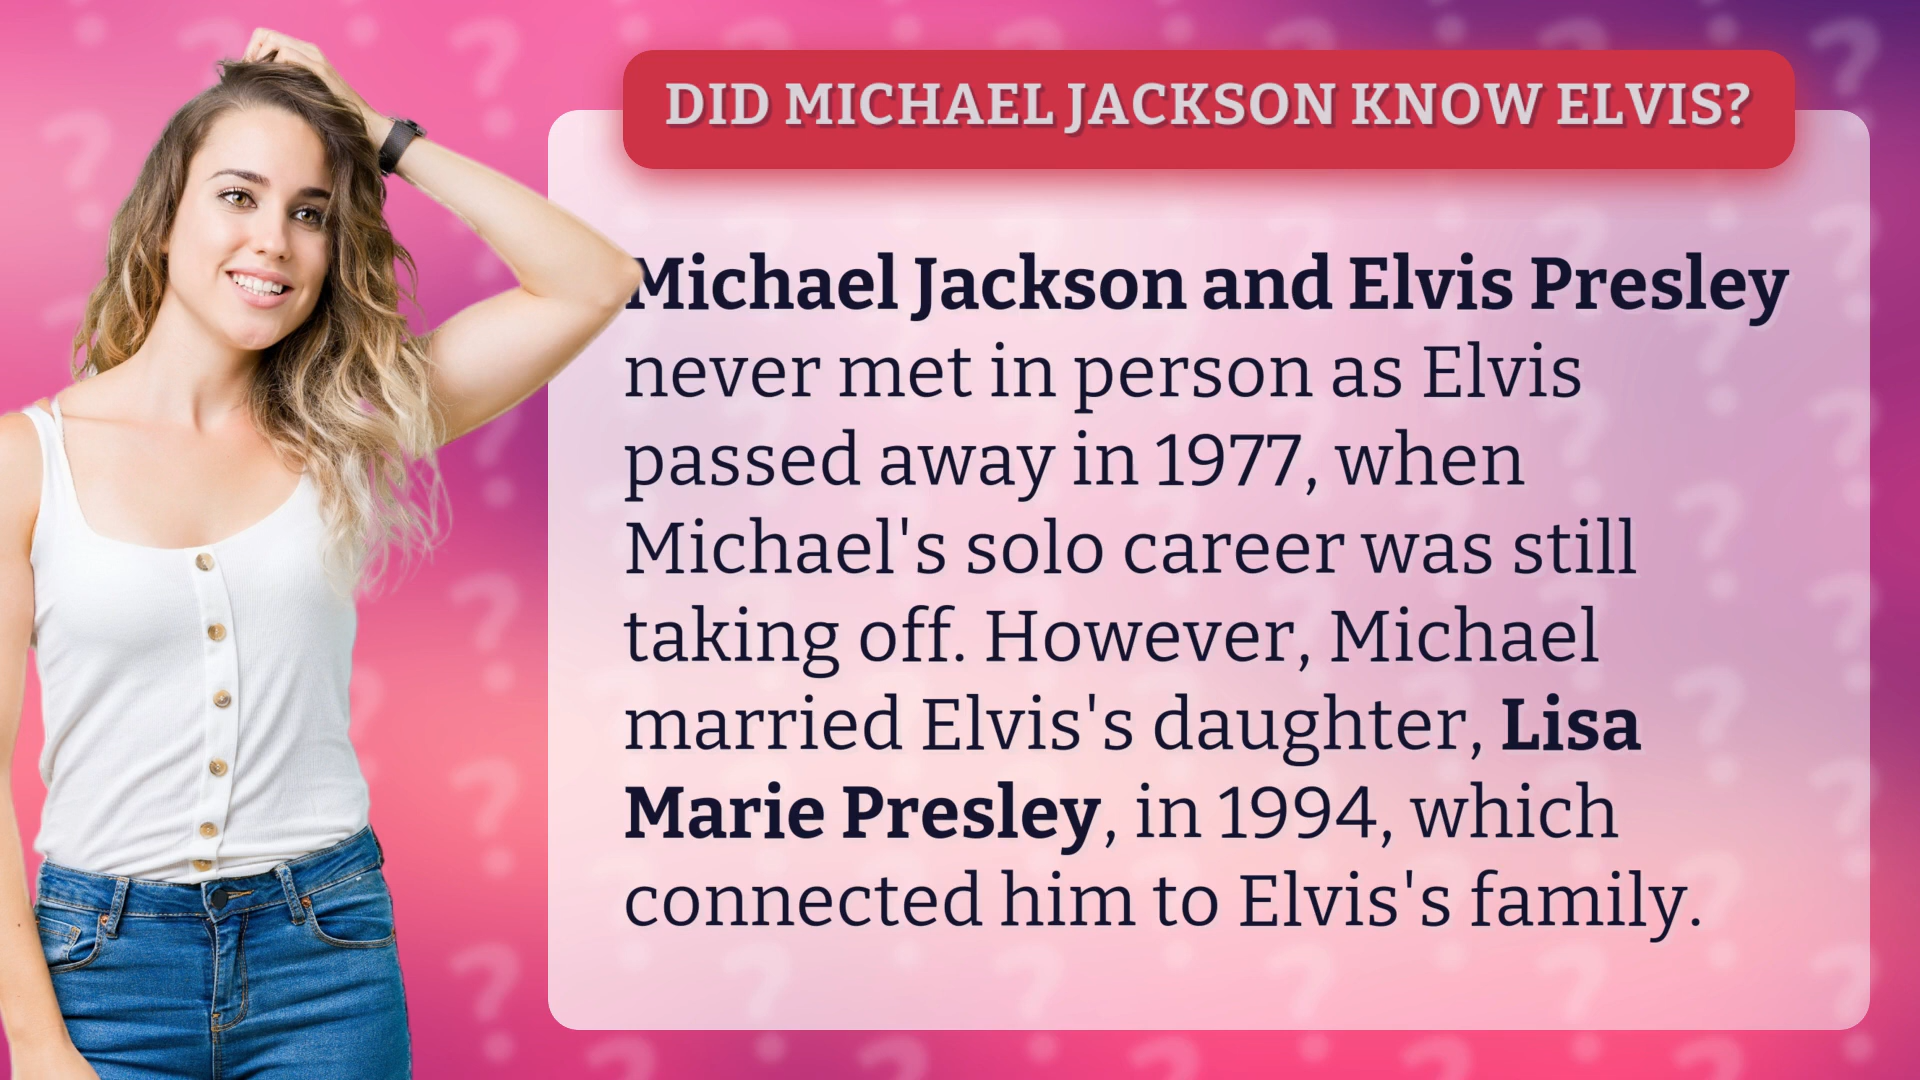 DID MICHAEL JACKSON KNOW ELVIS?
Michael Jackson and Elvis Presley
never met in person as Elvis
passed away in 1977, when
Michael's solo career was still
taking off. However, Michael
married Elvis's daughter, Lisa
Marie Presley, in 1994, which
connected him to Elvis's family.